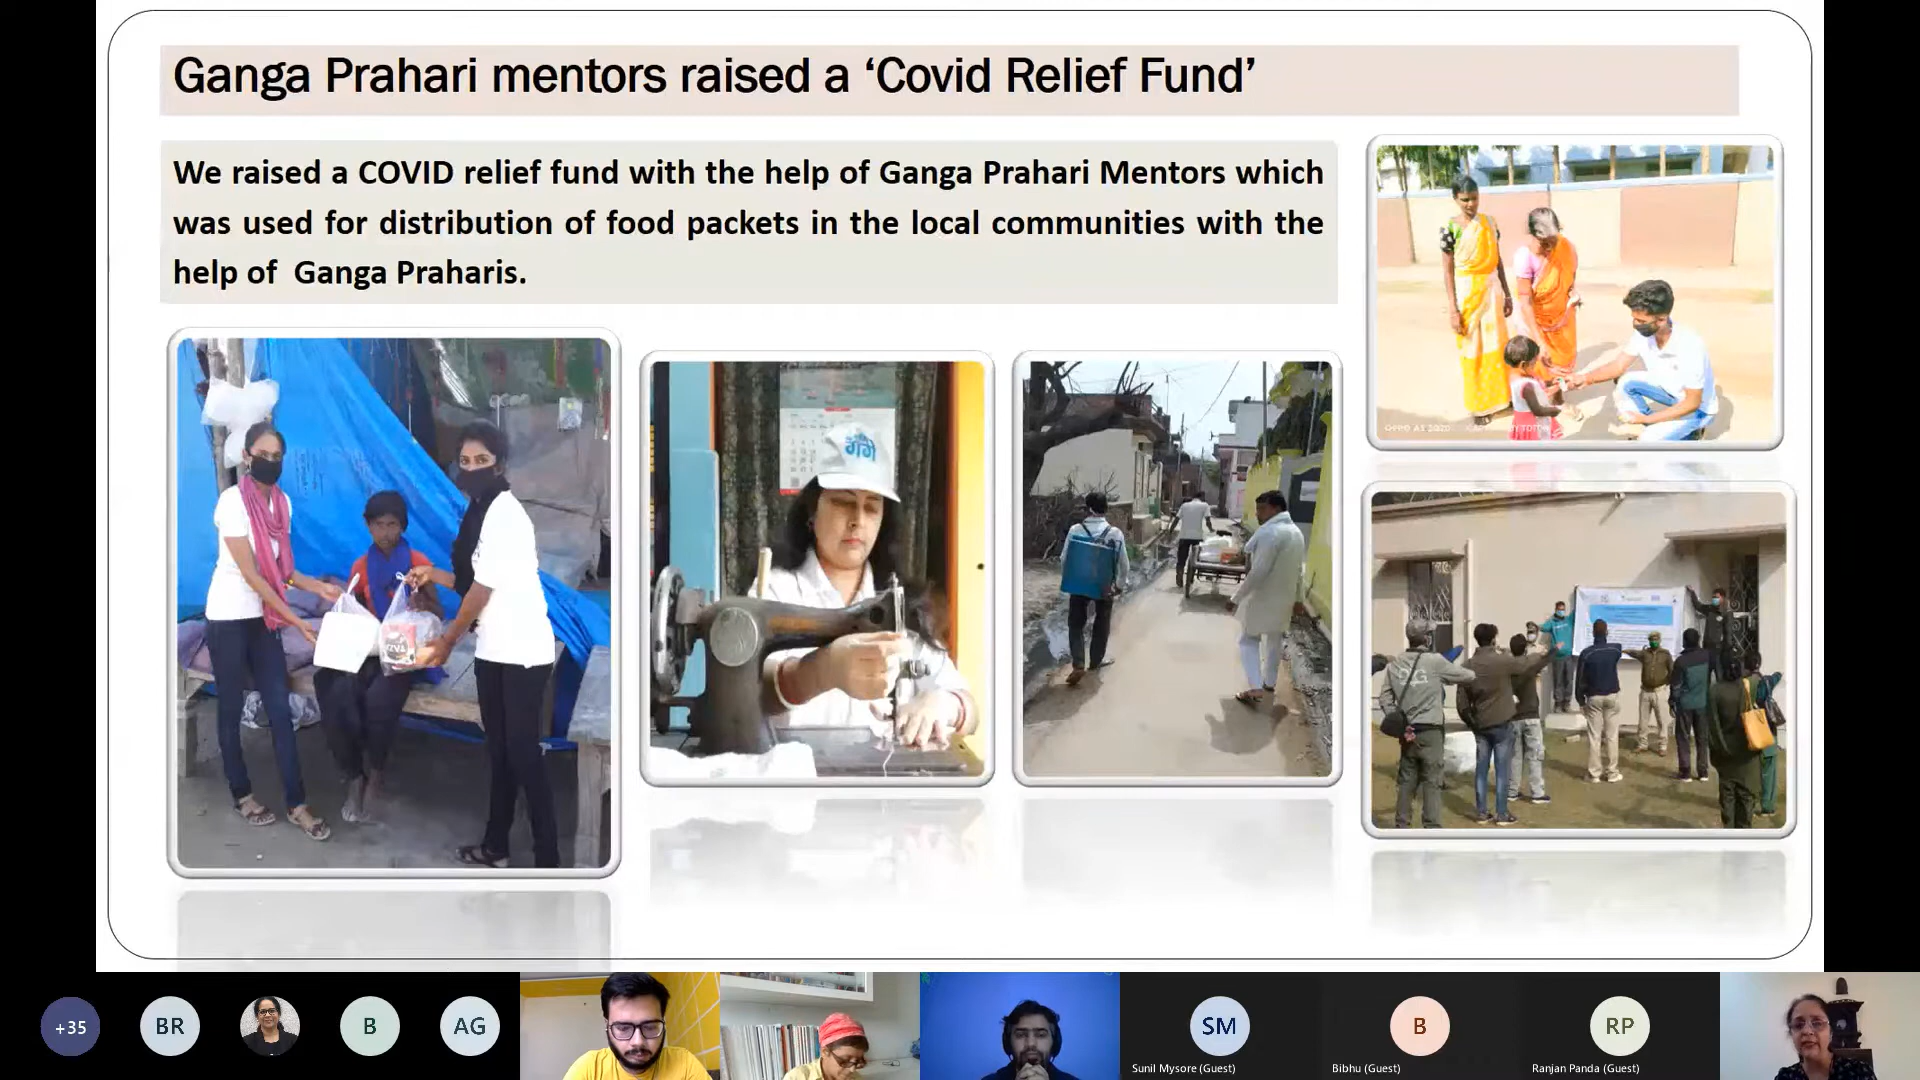 Ganga Prahari mentors raised a ‘Covid Relief Fund’
We raised a COVID relief fund with the help of Ganga Prahari Mentors which
was used for distribution of food packets in the local communities with the
help of Ganga Praharis.
गंगे
+35
BR
B
AG
SM
B
RP
Sunil Mysore (Guest)
Bibhu (Guest)
Ranjan Panda (Guest)